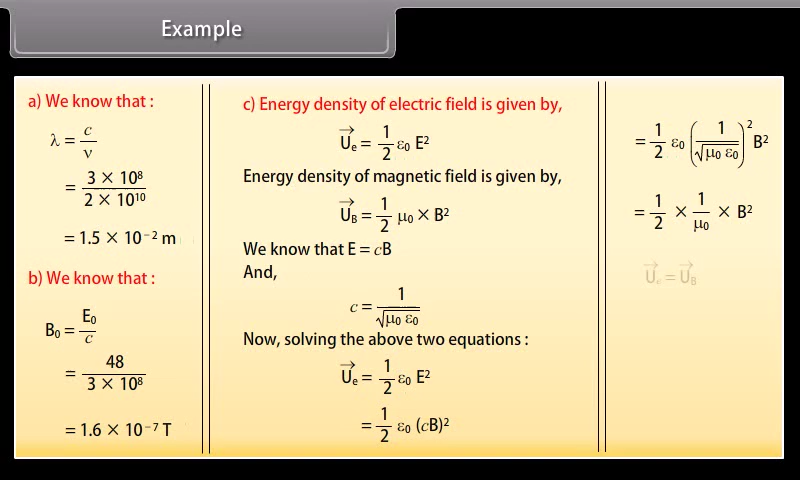 Example
a) We know that :
λ = c/ν
= 3 × 10⁸ / 2 × 10¹⁰
= 1.5 × 10⁻² m
b) We know that :
B₀ = E₀/c
= 48 / 3 × 10⁸
= 1.6 × 10⁻⁷ T
c) Energy density of electric field is given by,
U⃗ₑ = 1/2 ε₀ E²
Energy density of magnetic field is given by,
U⃗_B = 1/2 μ₀ × B²
We know that E = cB
And,
c = 1/√(μ₀ ε₀)
Now, solving the above two equations :
U⃗ₑ = 1/2 ε₀ E²
= 1/2 ε₀ (cB)²
= 1/2 ε₀ (1/√(μ₀ ε₀))² B²
= 1/2 × 1/μ₀ × B²
U⃗ₑ = U⃗_B